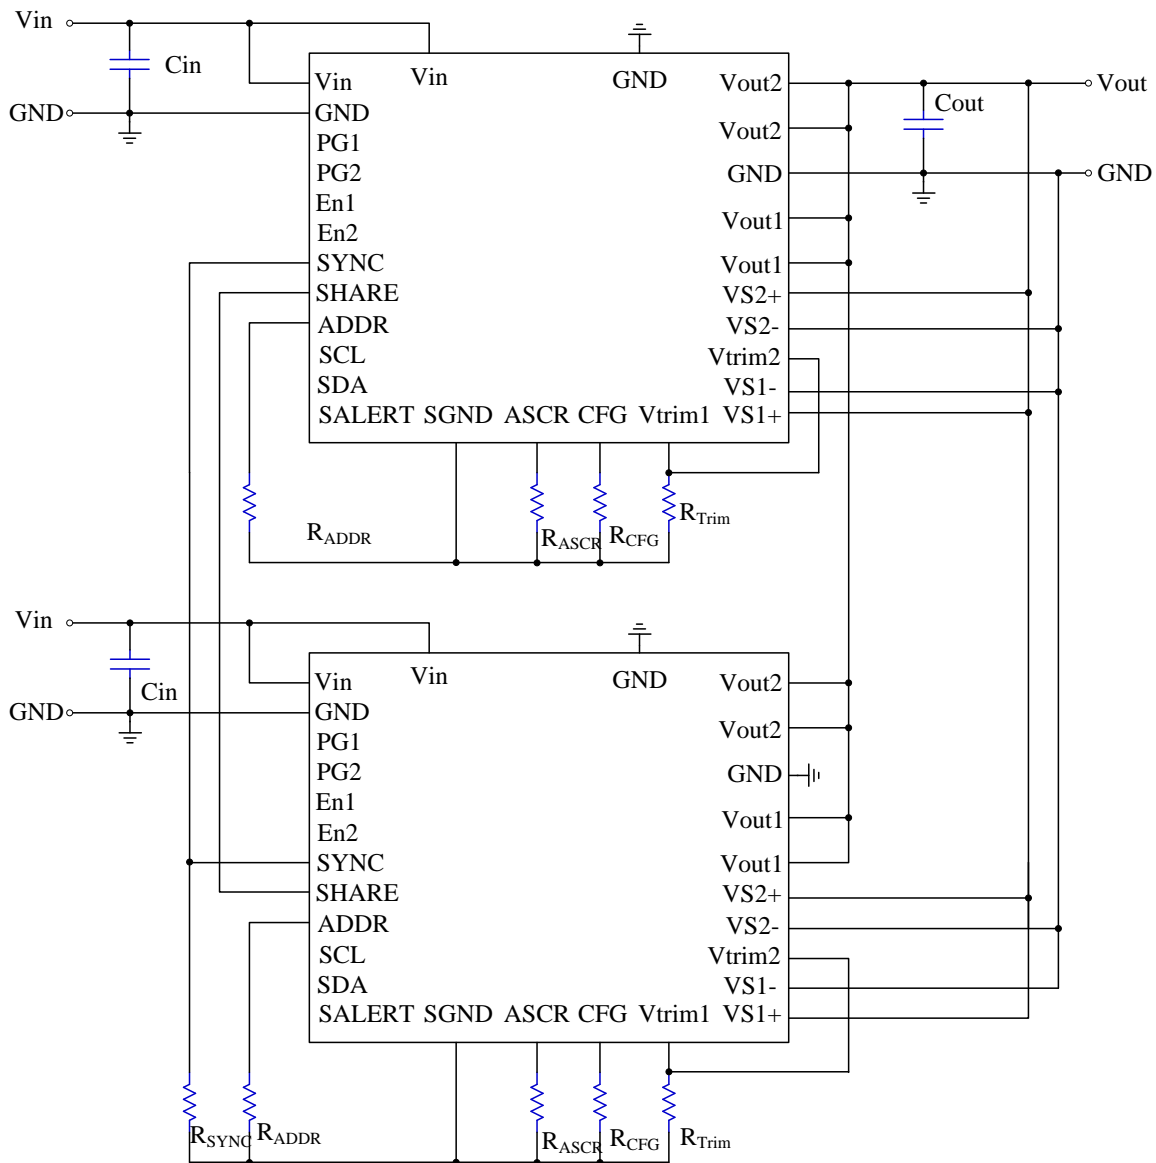 Vin
Cin
GND
Vin
Vin
GND
Vout2
Vout
GND
Cout
PG1
Vout2
PG2
GND
GND
En1
En2
Vout1
SYNC
Vout1
SHARE
VS2+
ADDR
VS2-
SCL
Vtrim2
SDA
VS1-
SALERT SGND ASCR CFG Vtrim1 VS1+
RADDR
RASCR
RCFG
RTrim
Vin
Cin
GND
Vin
Vin
GND
Vout2
GND
PG1
Vout2
PG2
GND
En1
En2
Vout1
SYNC
Vout1
SHARE
VS2+
ADDR
VS2-
SCL
Vtrim2
SDA
VS1-
SALERT SGND ASCR CFG Vtrim1 VS1+
RSYNC
RADDR
RASCR
RCFG
RTrim